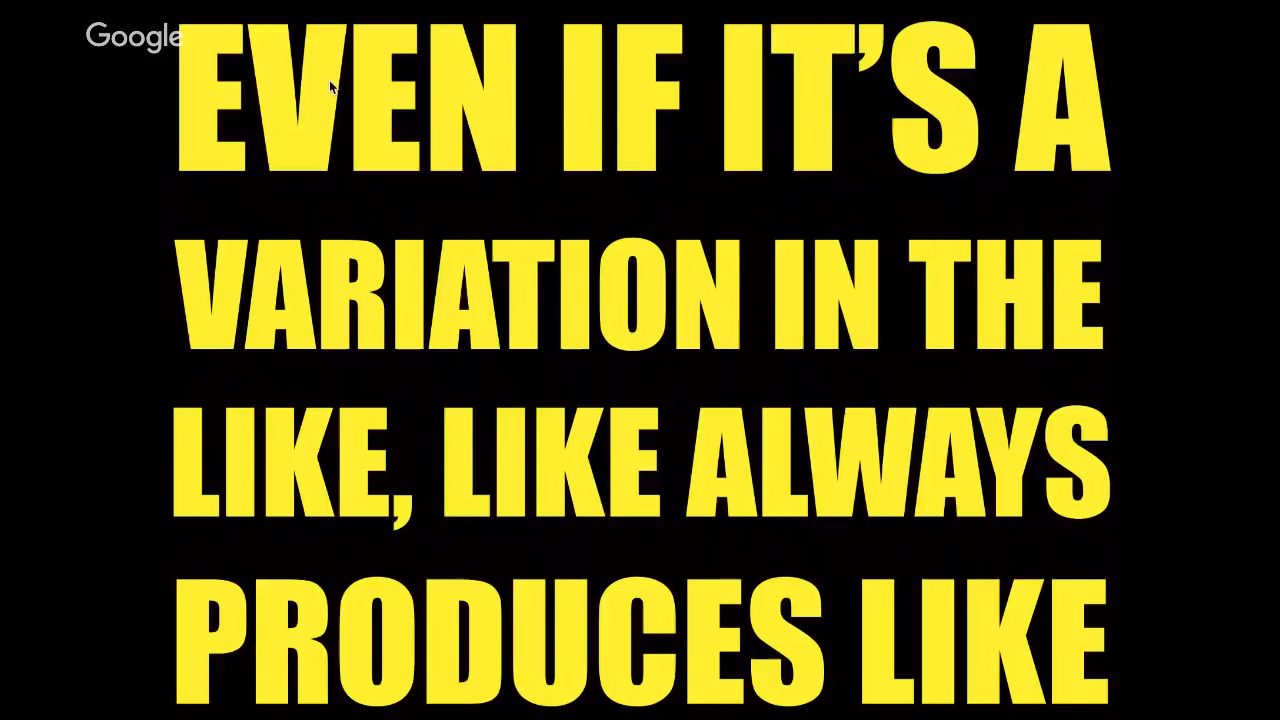 Google
EVEN IF IT’S A
VARIATION IN THE
LIKE, LIKE ALWAYS
PRODUCES LIKE